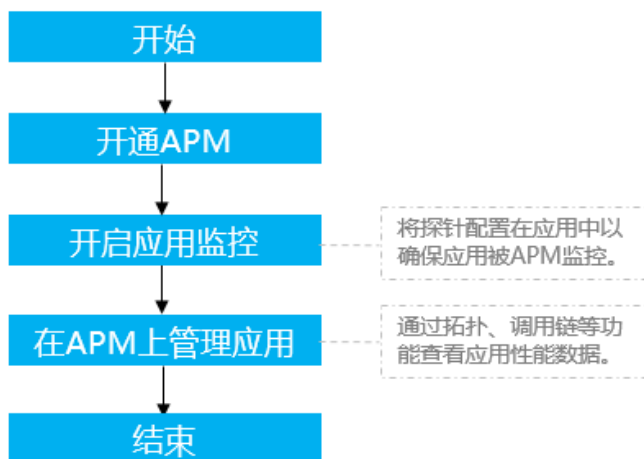 开始
开通APM
开启应用监控
将探针配置在应用中以
确保应用被APM监控。
在APM上管理应用
通过拓扑、调用链等功
能查看应用性能数据。
结束